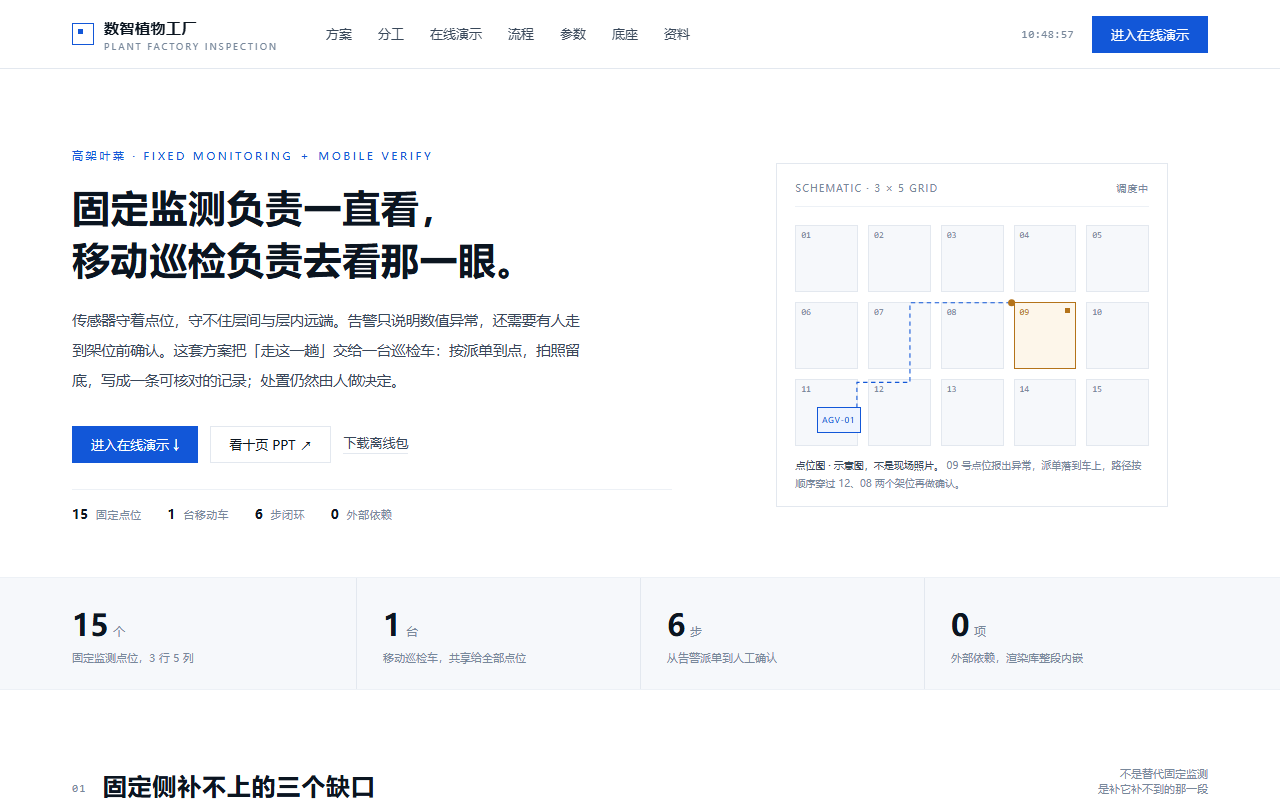 数智植物工厂
PLANT FACTORY INSPECTION
方案 分工 在线演示 流程 参数 底座 资料
10:48:57
进入在线演示
高架叶菜 · FIXED MONITORING + MOBILE VERIFY
固定监测负责一直看，
移动巡检负责去看那一眼。
传感器守着点位，守不住层间与层内远端。告警只说明数值异常，还需要有人走
到架位前确认。这套方案把「走这一趟」交给一台巡检车：按派单到点，拍照留
底，写成一条可核对的记录；处置仍然由人做决定。
进入在线演示 ↓
看十页 PPT ↗
下载离线包
15 固定点位 1 台移动车 6 步闭环 0 外部依赖
SCHEMATIC · 3 × 5 GRID
调度中
01 02 03 04 05
06 07 08 09 10
11 12 13 14 15
AGV-01
点位图 · 示意图，不是现场照片。 09 号点位报出异常，派单落到车上，路径按
顺序穿过 12、08 两个架位再做确认。
15 个
固定监测点位，3 行 5 列
1 台
移动巡检车，共享给全部点位
6 步
从告警派单到人工确认
0 项
外部依赖，渲染库整段内嵌
01 固定侧补不上的三个缺口
不是替代固定监测
是补它补不到的那一段